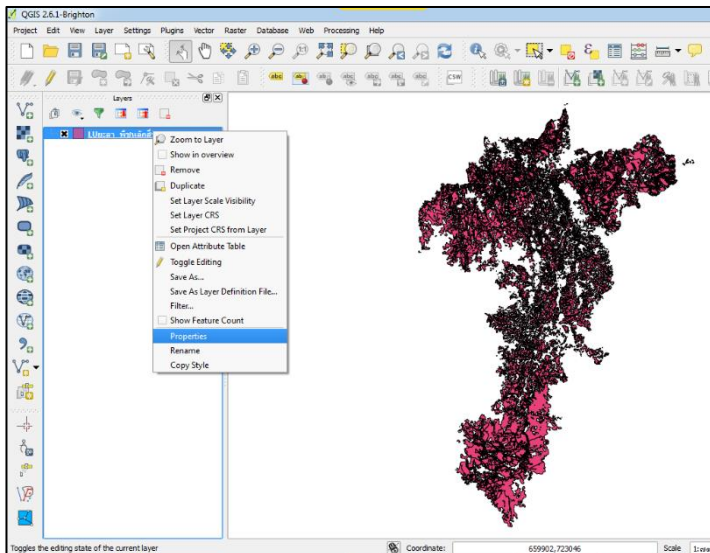 QGIS 2.6.1-Brighton
Project Edit View Layer Settings Plugins Vector Raster Database Web Processing Help
CSW
Layers
Zoom to Layer
Show in overview
Remove
Duplicate
Set Layer Scale Visibility
Set Layer CRS
Set Project CRS from Layer
Open Attribute Table
Toggle Editing
Save As...
Save As Layer Definition File...
Filter...
Show Feature Count
Properties
Rename
Copy Style
Toggles the editing state of the current layer Coordinate: 659902,723046 Scale